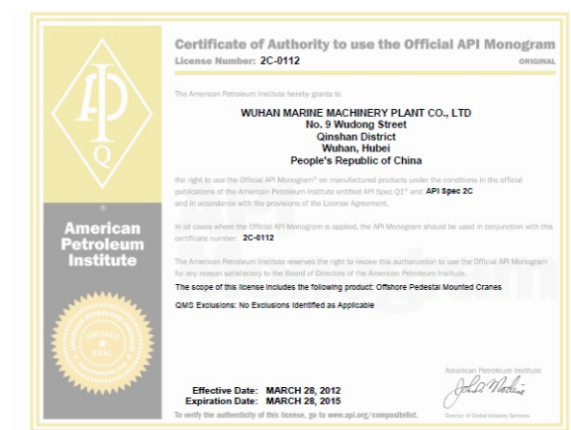 Certificate of Authority to use the Official API Monogram
License Number: 2C-0112
ORIGINAL
The American Petroleum Institute hereby grants to
WUHAN MARINE MACHINERY PLANT CO., LTD
No. 9 Wudong Street
Qinshan District
Wuhan, Hubei
People's Republic of China
the right to use the Official API Monogram® on manufactured products under the conditions in the official
publications of the American Petroleum Institute entitled API Spec Q1® and API Spec 2C
and in accordance with the provisions of the License Agreement.
In all cases where the Official API Monogram is applied, the API Monogram should be used in conjunction with this
certificate number: 2C-0112
The American Petroleum Institute reserves the right to revoke this authorization to use the Official API Monogram
for any reason satisfactory to the Board of Directors of the American Petroleum Institute.
The scope of this license includes the following product: Offshore Pedestal Mounted Cranes
QMS Exclusions: No Exclusions Identified as Applicable
Effective Date: MARCH 28, 2012
Expiration Date: MARCH 28, 2015
To verify the authenticity of this license, go to www.api.org/compositelist.
American Petroleum Institute
Director of Global Industry Services
API
Q
®
American
Petroleum
Institute
CORPORATE
SEAL